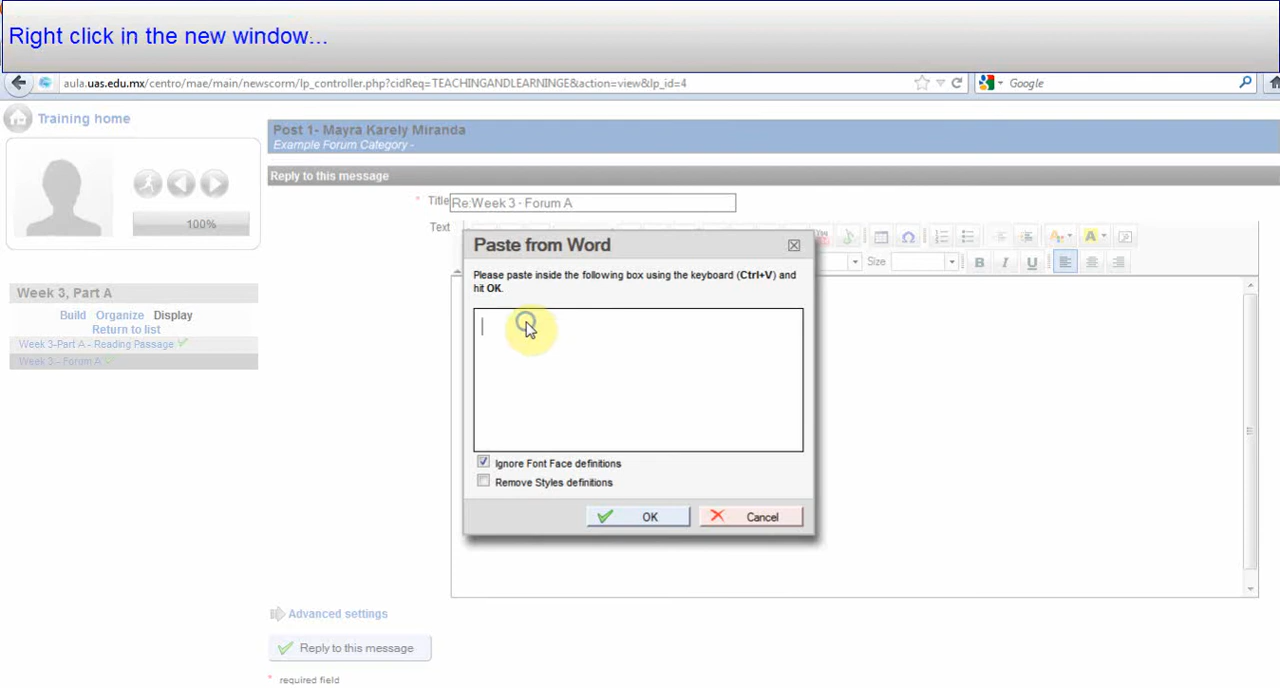 Right click in the new window...
aula.uas.edu.mx/centro/mae/main/newscorm/lp_controller.php?cidReq=TEACHINGANDLEARNINGE&action=view&lp_id=4
Google
Training home
Post 1- Mayra Karely Miranda
Example Forum Category -
Reply to this message
100%
* Title Re:Week 3 - Forum A
Text
Size
B I U
Paste from Word
Please paste inside the following box using the keyboard (Ctrl+V) and
hit OK.
Week 3, Part A
Build Organize Display
Return to list
Week 3-Part A - Reading Passage
Week 3 - Forum A
Ignore Font Face definitions
Remove Styles definitions
OK Cancel
Advanced settings
Reply to this message
* required field